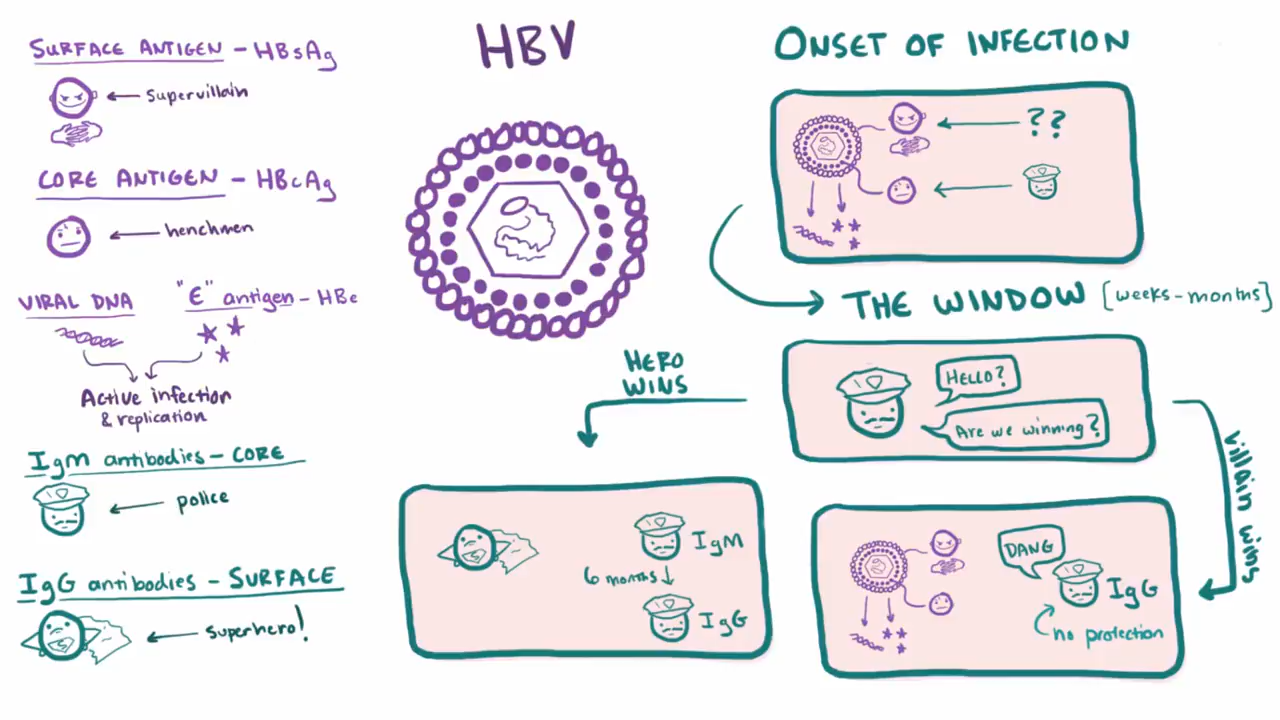 SURFACE ANTIGEN - HBsAg
Supervillain
CORE ANTIGEN - HBcAg
henchmen
VIRAL DNA
"E" antigen - HBe
Active infection
& replication
IgM antibodies - CORE
police
IgG antibodies - SURFACE
superhero!
HBV
ONSET OF INFECTION
??
THE WINDOW [weeks-months]
HELLO?
Are we winning?
HERO
WINS
IgM
6 months
IgG
Villain wins
DANG
IgG
no protection